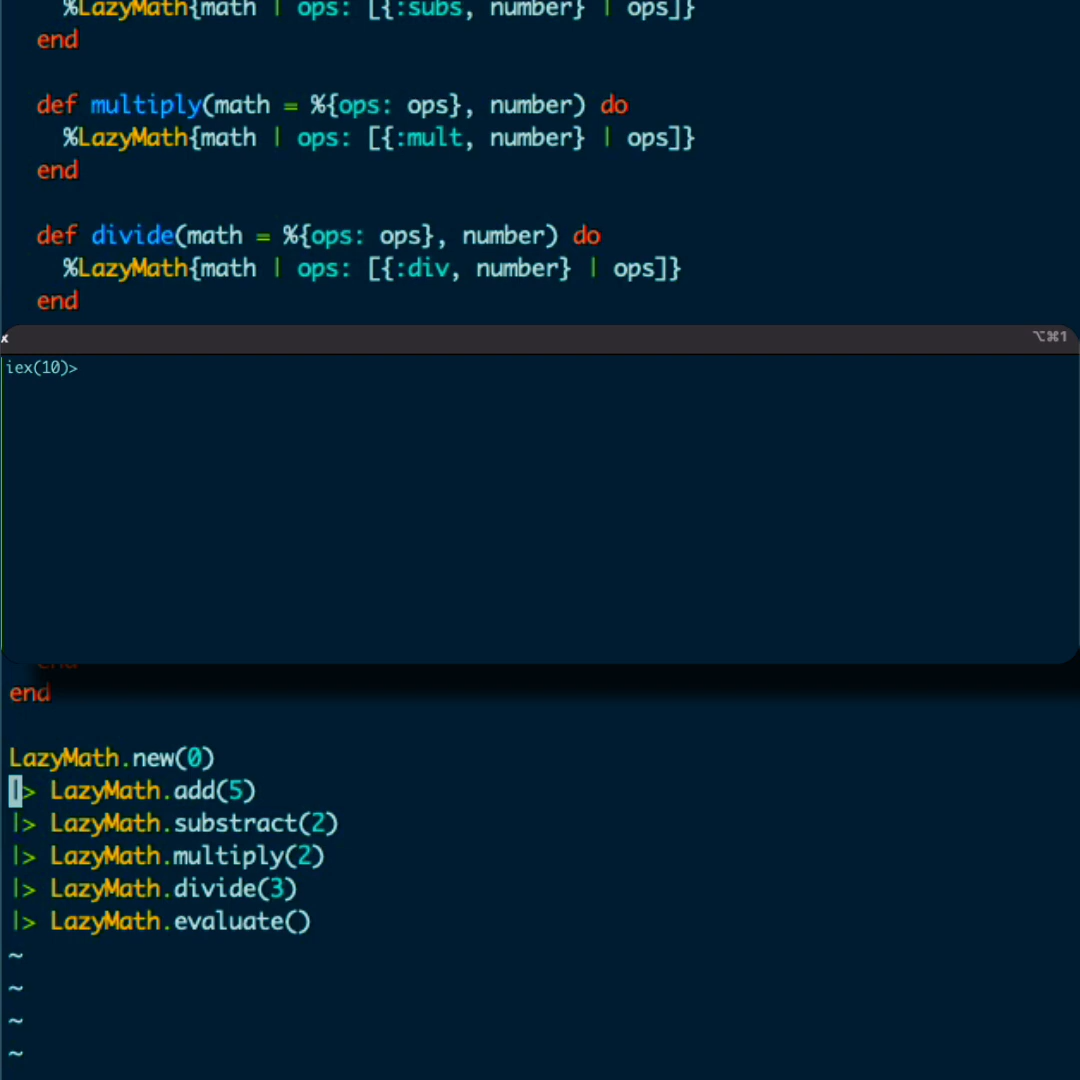 %LazyMath{math | ops: [{:subs, number} | ops]}
end
def multiply(math = %{ops: ops}, number) do
%LazyMath{math | ops: [{:mult, number} | ops]}
end
def divide(math = %{ops: ops}, number) do
%LazyMath{math | ops: [{:div, number} | ops]}
end
x ⌥⌘1
iex(10)>
end
end
LazyMath.new(0)
|> LazyMath.add(5)
|> LazyMath.substract(2)
|> LazyMath.multiply(2)
|> LazyMath.divide(3)
|> LazyMath.evaluate()
~
~
~
~